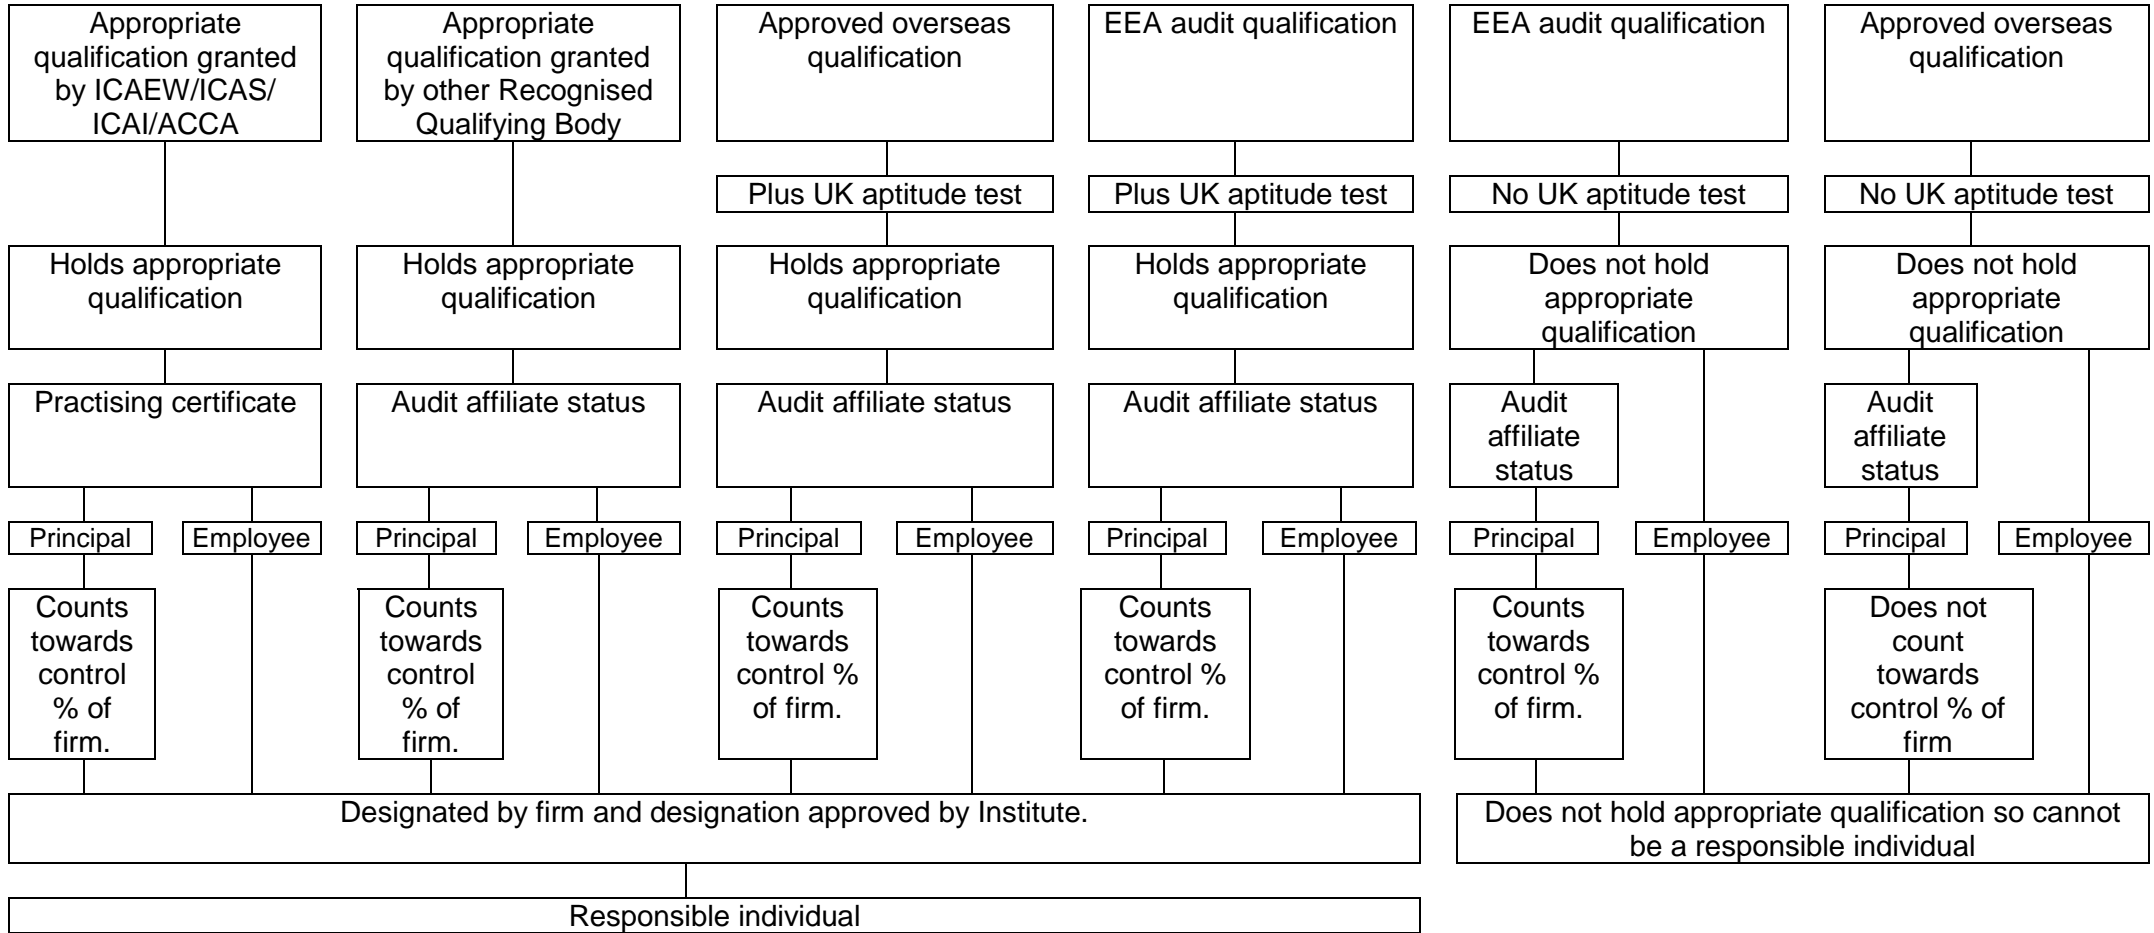 Appropriate
qualification granted
by ICAEW/ICAS/
ICAI/ACCA
Appropriate
qualification granted
by other Recognised
Qualifying Body
Approved overseas
qualification
EEA audit qualification
EEA audit qualification
Approved overseas
qualification
Plus UK aptitude test
Plus UK aptitude test
No UK aptitude test
No UK aptitude test
Holds appropriate
qualification
Holds appropriate
qualification
Holds appropriate
qualification
Holds appropriate
qualification
Does not hold
appropriate
qualification
Does not hold
appropriate
qualification
Practising certificate
Audit affiliate status
Audit affiliate status
Audit affiliate status
Audit
affiliate
status
Audit
affiliate
status
Principal
Employee
Principal
Employee
Principal
Employee
Principal
Employee
Principal
Employee
Principal
Employee
Counts
towards
control
% of
firm.
Counts
towards
control
% of
firm.
Counts
towards
control %
of firm.
Counts
towards
control %
of firm.
Counts
towards
control %
of firm.
Does not
count
towards
control % of
firm
Designated by firm and designation approved by Institute.
Does not hold appropriate qualification so cannot
be a responsible individual
Responsible individual